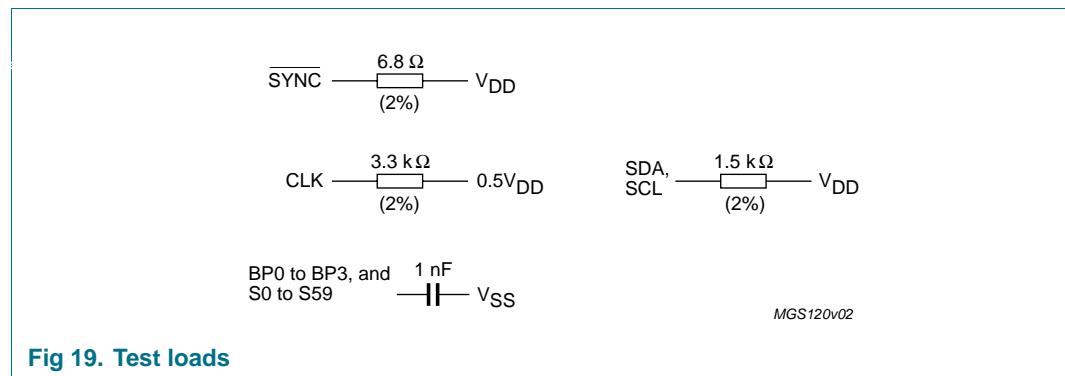 6.8 Ω
SYNC
VDD
(2%)
3.3 kΩ
CLK
0.5VDD
(2%)
SDA,
SCL
1.5 kΩ
VDD
(2%)
BP0 to BP3, and
S0 to S59
1 nF
VSS
MGS120v02
Fig 19. Test loads